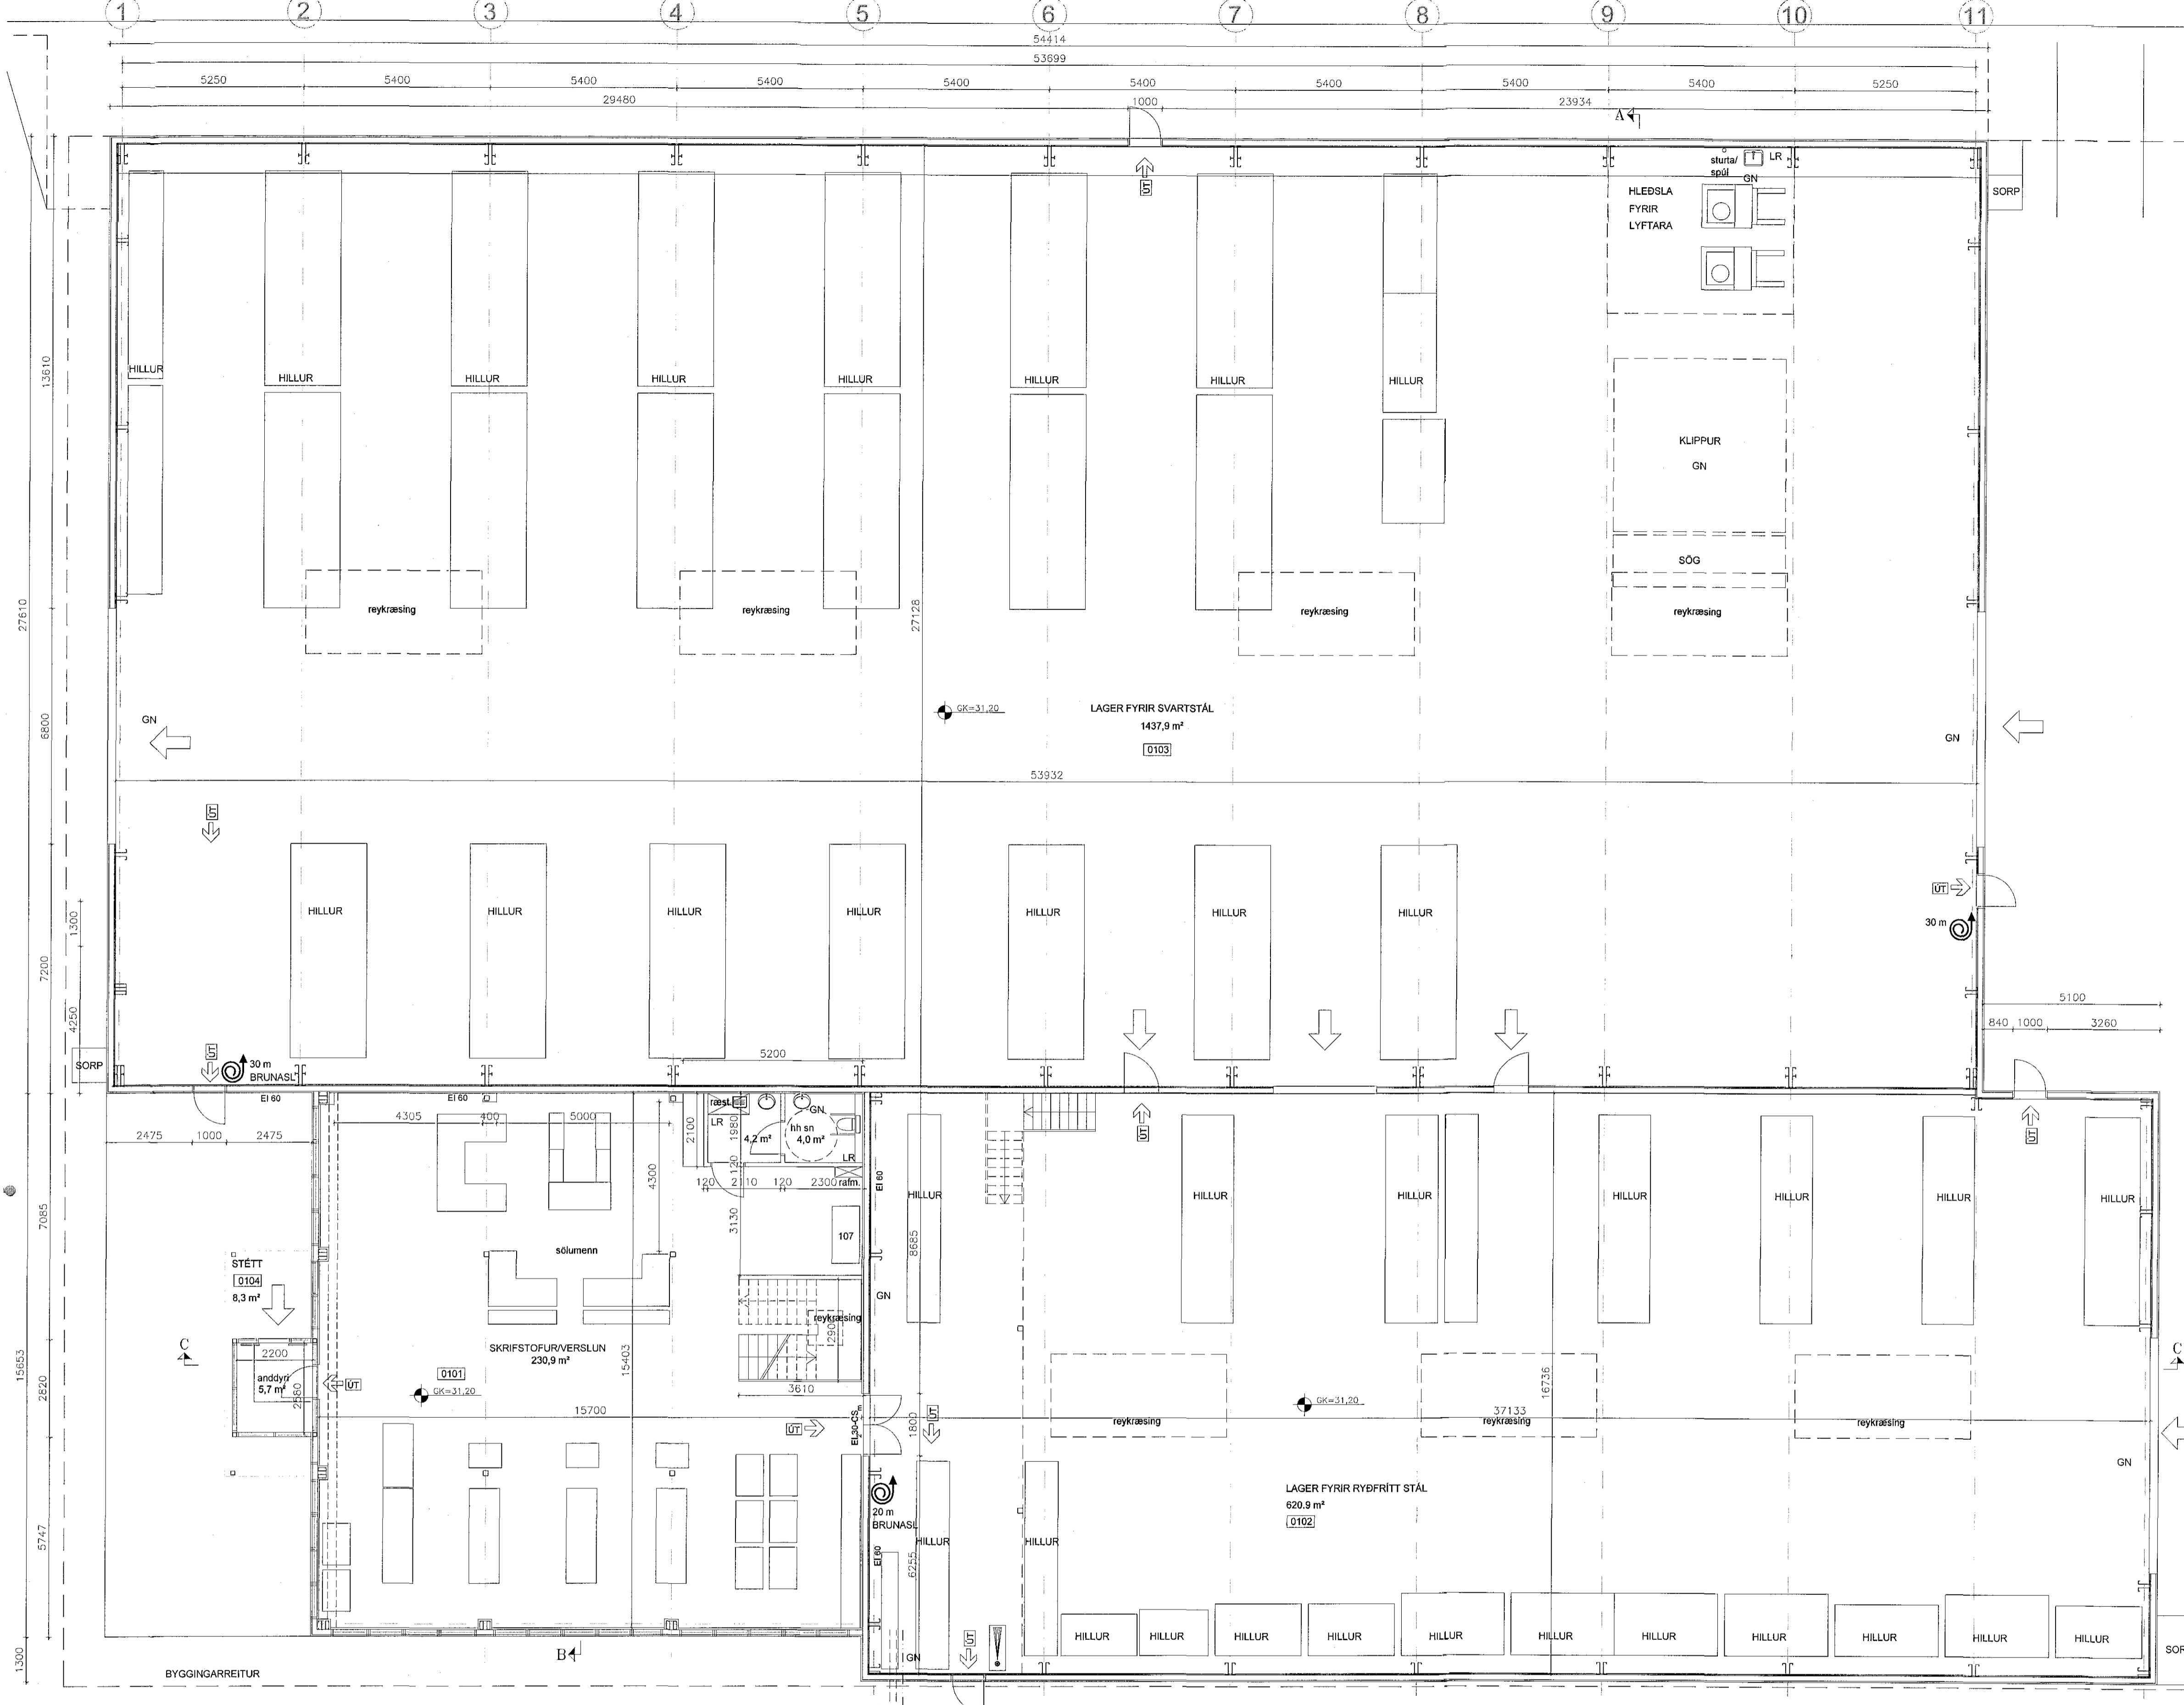 1 2 3 4 5 6 7 8 9 10 11
54414
53699
5250 5400 5400 5400 5400 5400 5400 5400 5400 5250
29480 1000 23934
A
sturta/ LR
spúl
GN
HLEÐSLA
FYRIR
LYFTARA
SORP
ÚT
13610
HILLUR HILLUR HILLUR HILLUR HILLUR HILLUR HILLUR HILLUR
KLIPPUR
GN
SÖG
27610
27128
reykræsing reykræsing reykræsing reykræsing
6800
GN
GK=31,20
LAGER FYRIR SVARTSTÁL
1437,9 m²
0103
GN
53932
ÚT
ÚT
HILLUR HILLUR HILLUR HILLUR HILLUR HILLUR HILLUR
30 m
1300
7200
4250
5100
840 1000 3260
SORP
ÚT
30 m
BRUNASL
5200
EI 60 EI 60
2475 1000 2475
4305 400 5000
2100
ræst.
LR
1980
4,2 m²
GN
hh sn
4,0 m²
LR
120
120 2110 120 2300 rafm.
4300
3130
107
EI 60
ÚT
ÚT
HILLUR HILLUR HILLUR HILLUR HILLUR HILLUR HILLUR
8685
7085
sölumenn
STÉTT
0104
8,3 m²
GN
reykræsing
2900
C
2200
anddyri
5,7 m²
2580
ÚT
SKRIFSTOFUR/VERSLUN
230,9 m²
0101
GK=31,20
15403
3610
15700
15653
2820
ÚT
EI₂30-CSm
1800
ÚT
GK=31,20
reykræsing reykræsing reykræsing
37133
16736
C
GN
LAGER FYRIR RYÐFRÍTT STÁL
620.9 m²
0102
20 m
BRUNASL
HILLUR HILLUR
EI 60
6255
5747
HILLUR HILLUR HILLUR HILLUR HILLUR HILLUR HILLUR HILLUR HILLUR HILLUR HILLUR
ÚT
GN
B
1300
BYGGINGARREITUR
SOR